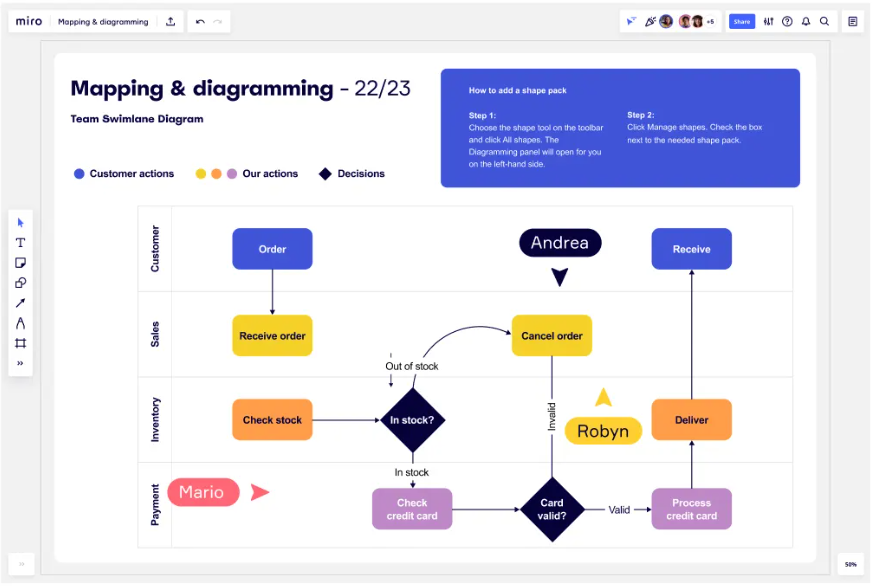 miro
Mapping & diagramming
+5
Share
Mapping & diagramming - 22/23
Team Swimlane Diagram
Customer actions
Our actions
Decisions
How to add a shape pack
Step 1:
Choose the shape tool on the toolbar
and click All shapes. The
Diagramming panel will open for you
on the left-hand side.
Step 2:
Click Manage shapes. Check the box
next to the needed shape pack.
Customer
Order
Andrea
Receive
Sales
Receive order
Cancel order
Out of stock
Inventory
Check stock
In stock?
Invalid
Robyn
Deliver
In stock
Payment
Mario
Check
credit card
Card
valid?
Valid
Process
credit card
50%